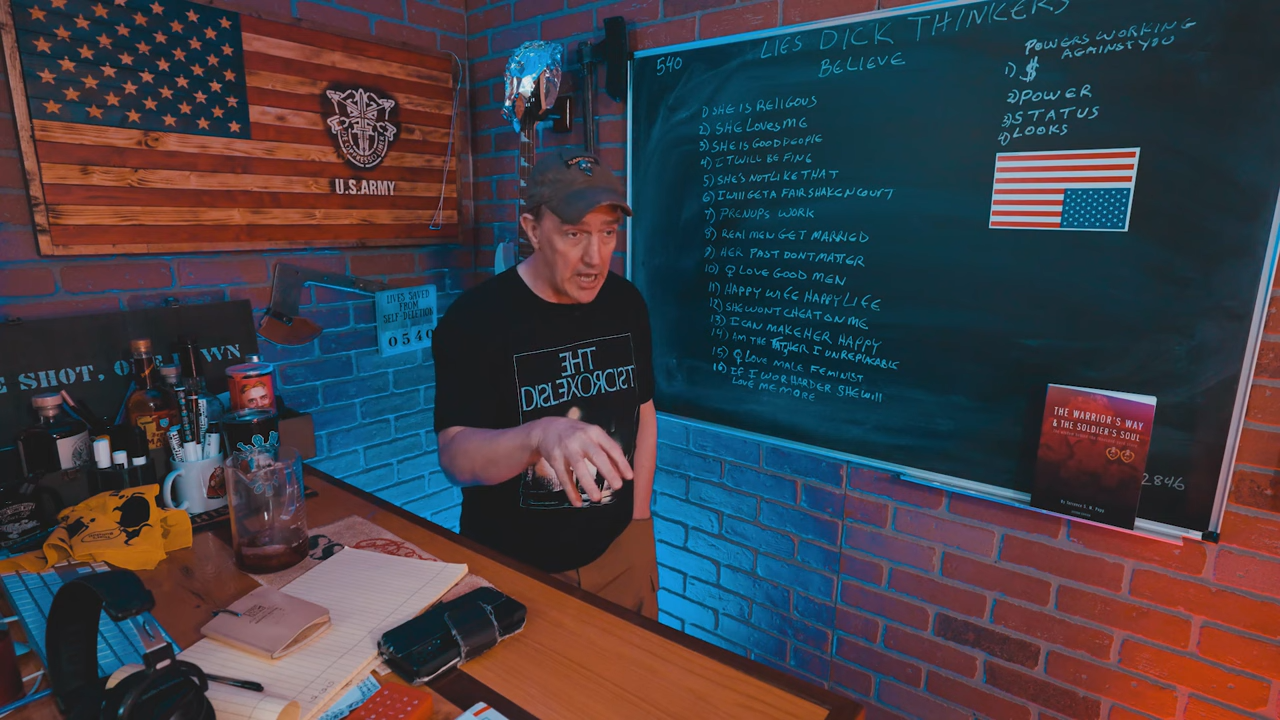 LIES DICK THINKERS
BELIEVE
540
1) SHE IS RELIGOUS
2) SHE LOVES ME
3) SHE IS GOOD PEOPLE
4) IT WILL BE FINE
5) SHE'S NOT LIKE THAT
6) I WILL GET A FAIR SHAKE N COURT
7) PRENUPS WORK
8) REAL MEN GET MARRIED
9) HER PAST DONT MATTER
10) ♀ LOVE GOOD MEN
11) HAPPY WIFE HAPPY LIFE
12) SHE WONT CHEAT ON ME
13) I CAN MAKE HER HAPPY
14) I AM THE FATHER I UNREPLACABLE
15) ♀ LOVE MALE FEMINIST
16) IF I WOR HARDER SHE WILL
LOVE ME MORE
POWERS WORKING
AGAINST YOU
1) $
2) POWER
3) STATUS
4) LOOKS
DE OPPRESSO LIBER
U.S. ARMY
LIVES SAVED
FROM
SELF-DELETION
0540
E SHOT, O
WN
THE
DISLEXORCIST
THE WARRIOR'S WAY
& THE SOLDIER'S SOUL
2846